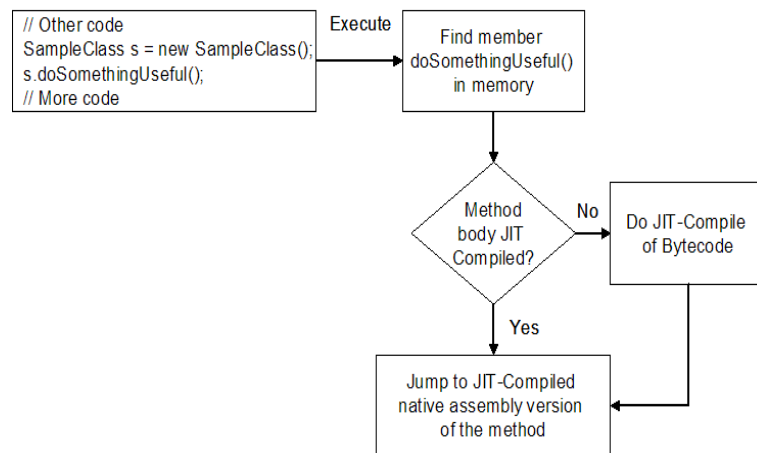 // Other code
SampleClass s = new SampleClass();
s.doSomethingUseful();
// More code
Execute
Find member
doSomethingUseful()
in memory
Method
body JIT
Compiled?
No
Do JIT-Compile
of Bytecode
Yes
Jump to JIT-Compiled
native assembly version
of the method